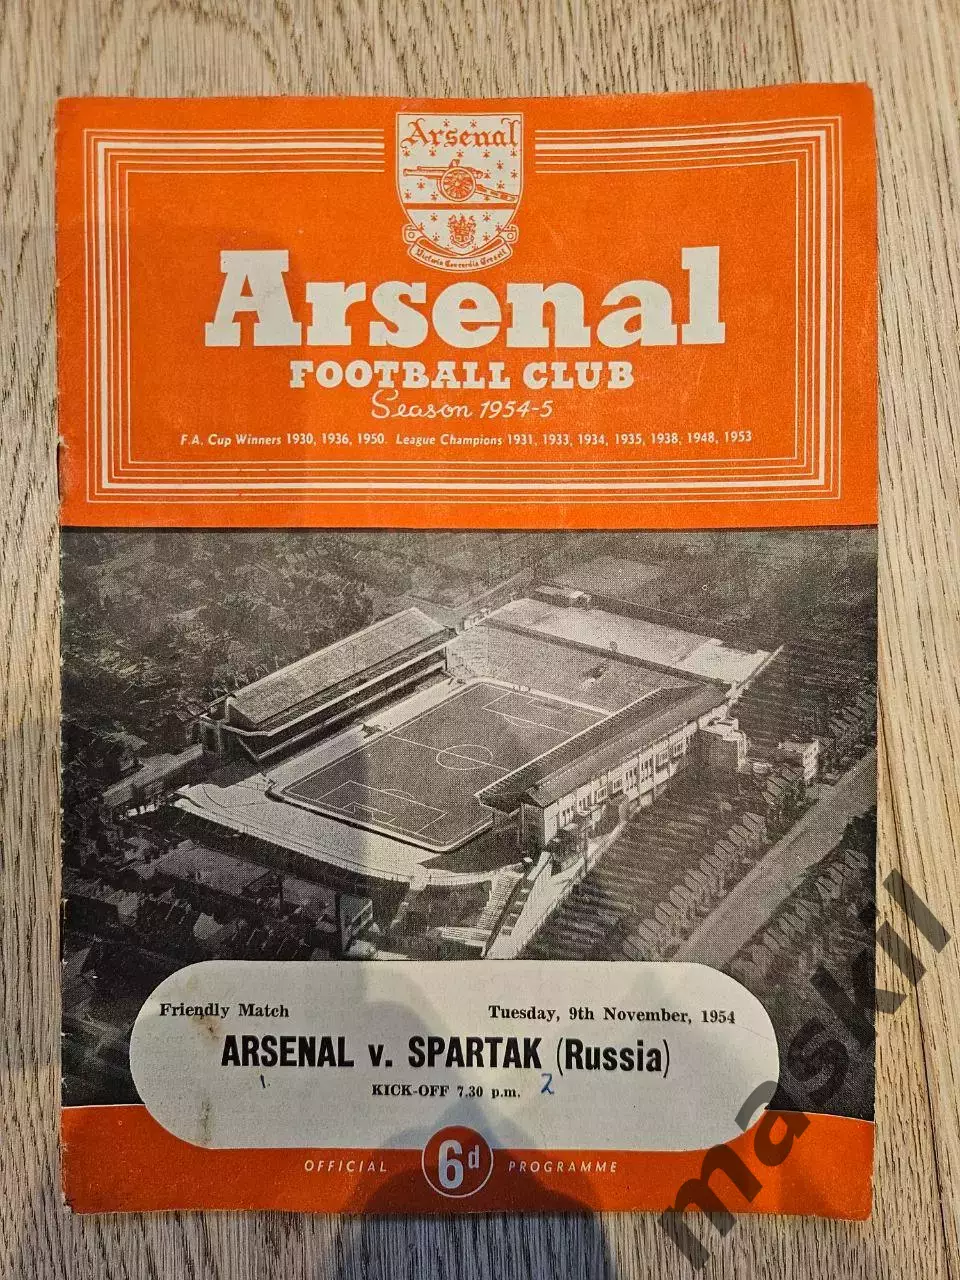 Arsenal
Victoria Concordia Crescit
Arsenal
FOOTBALL CLUB
Season 1954-5
F.A. Cup Winners 1930, 1936, 1950. League Champions 1931, 1933, 1934, 1935, 1938, 1948, 1953
Friendly Match Tuesday, 9th November, 1954
ARSENAL v. SPARTAK (Russia)
1 2
KICK-OFF 7.30 p.m.
OFFICIAL 6d PROGRAMME
maskil